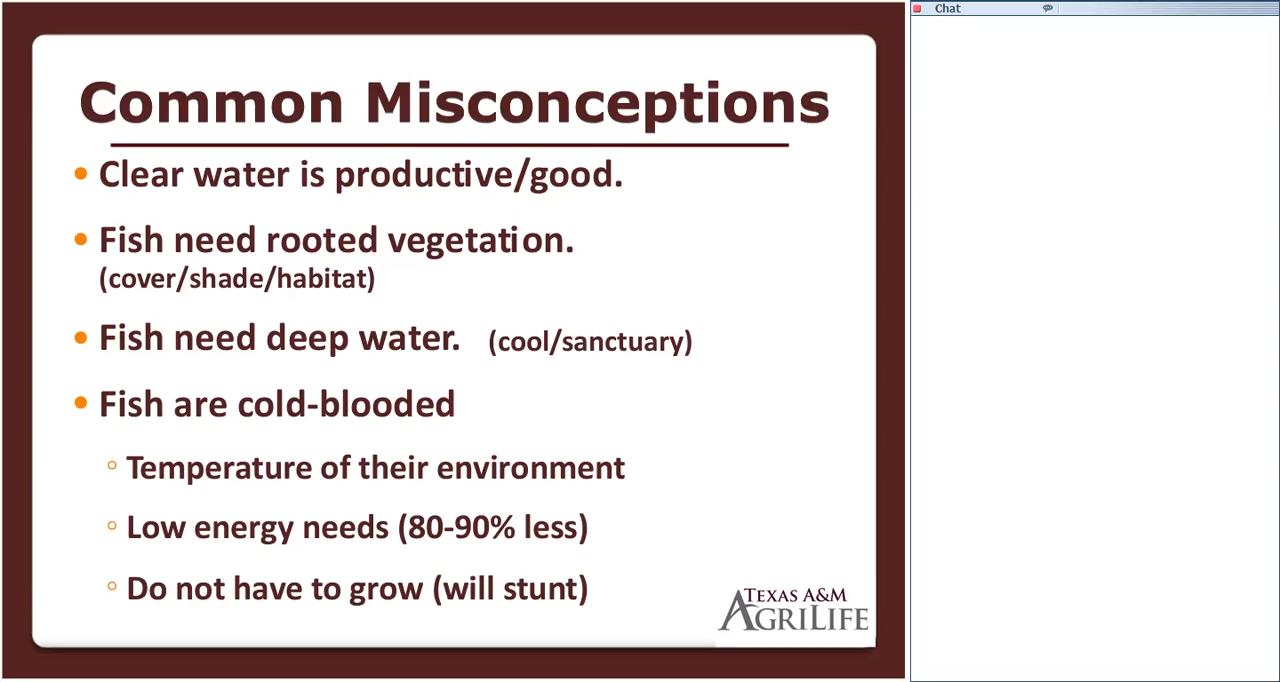 Chat
Common Misconceptions
• Clear water is productive/good.
• Fish need rooted vegetation.
(cover/shade/habitat)
• Fish need deep water. (cool/sanctuary)
• Fish are cold-blooded
◦ Temperature of their environment
◦ Low energy needs (80-90% less)
◦ Do not have to grow (will stunt)
TEXAS A&M
AGRILIFE